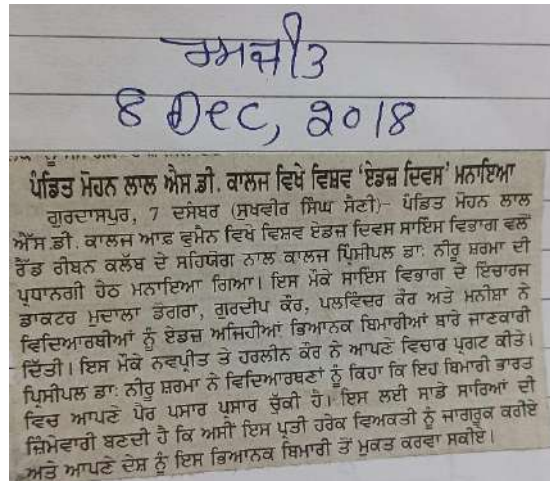 ਚੜ੍ਹਦੀਕਲਾ
8 Dec, 2018
ਪੰਡਿਤ ਮੋਹਨ ਲਾਲ ਐਸ.ਡੀ. ਕਾਲਜ ਵਿਖੇ ਵਿਸ਼ਵ 'ਏਡਜ਼ ਦਿਵਸ' ਮਨਾਇਆ
ਗੁਰਦਾਸਪੁਰ, 7 ਦਸੰਬਰ (ਸੁਖਵੀਰ ਸਿੰਘ ਸੈਣੀ)- ਪੰਡਿਤ ਮੋਹਨ ਲਾਲ
ਐੱਸ.ਡੀ. ਕਾਲਜ ਆਫ਼ ਵੁਮੈਨ ਵਿਖੇ ਵਿਸ਼ਵ ਏਡਜ਼ ਦਿਵਸ ਸਾਇੰਸ ਵਿਭਾਗ ਵਲੋਂ
ਰੈੱਡ ਰੀਬਨ ਕਲੱਬ ਦੇ ਸਹਿਯੋਗ ਨਾਲ ਕਾਲਜ ਪ੍ਰਿੰਸੀਪਲ ਡਾ: ਨੀਰੂ ਸ਼ਰਮਾ ਦੀ
ਪ੍ਰਧਾਨਗੀ ਹੇਠ ਮਨਾਇਆ ਗਿਆ। ਇਸ ਮੌਕੇ ਸਾਇੰਸ ਵਿਭਾਗ ਦੇ ਇੰਚਾਰਜ
ਡਾਕਟਰ ਮ੍ਰਿਦਾਲਾ ਡੋਗਰਾ, ਗੁਰਦੀਪ ਕੌਰ, ਪਲਵਿੰਦਰ ਕੌਰ ਅਤੇ ਮਨੀਸ਼ਾ ਨੇ
ਵਿਦਿਆਰਥੀਆਂ ਨੂੰ ਏਡਜ਼ ਅਜਿਹੀਆਂ ਭਿਆਨਕ ਬਿਮਾਰੀਆਂ ਬਾਰੇ ਜਾਣਕਾਰੀ
ਦਿੱਤੀ। ਇਸ ਮੌਕੇ ਨਵਪ੍ਰੀਤ ਤੇ ਹਰਲੀਨ ਕੌਰ ਨੇ ਆਪਣੇ ਵਿਚਾਰ ਪ੍ਰਗਟ ਕੀਤੇ।
ਪ੍ਰਿਸੀਪਲ ਡਾ: ਨੀਰੂ ਸ਼ਰਮਾ ਨੇ ਵਿਦਿਆਰਥਣਾਂ ਨੂੰ ਕਿਹਾ ਕਿ ਇਹ ਬਿਮਾਰੀ ਭਾਰਤ
ਵਿਚ ਆਪਣੇ ਪੈਰ ਪਸਾਰ ਪਸਾਰ ਚੁੱਕੀ ਹੈ। ਇਸ ਲਈ ਸਾਡੇ ਸਾਰਿਆਂ ਦੀ
ਜ਼ਿੰਮੇਵਾਰੀ ਬਣਦੀ ਹੈ ਕਿ ਅਸੀਂ ਇਸ ਪ੍ਰਤੀ ਹਰੇਕ ਵਿਅਕਤੀ ਨੂੰ ਜਾਗਰੂਕ ਕਰੀਏ
ਅਤੇ ਆਪਣੇ ਦੇਸ਼ ਨੂੰ ਇਸ ਭਿਆਨਕ ਬਿਮਾਰੀ ਤੋਂ ਮੁਕਤ ਕਰਵਾ ਸਕੀਏ।